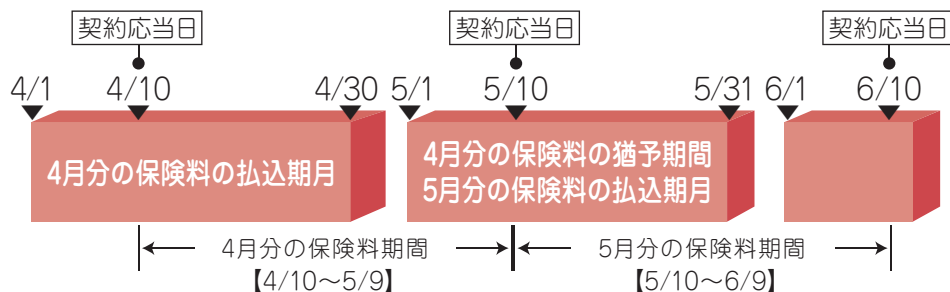 契約応当日 契約応当日 契約応当日
4/1 4/10 4/30 5/1 5/10 5/31 6/1 6/10
4月分の保険料の払込期月
4月分の保険料の猶予期間
5月分の保険料の払込期月
4月分の保険料期間
【4/10～5/9】
5月分の保険料期間
【5/10～6/9】